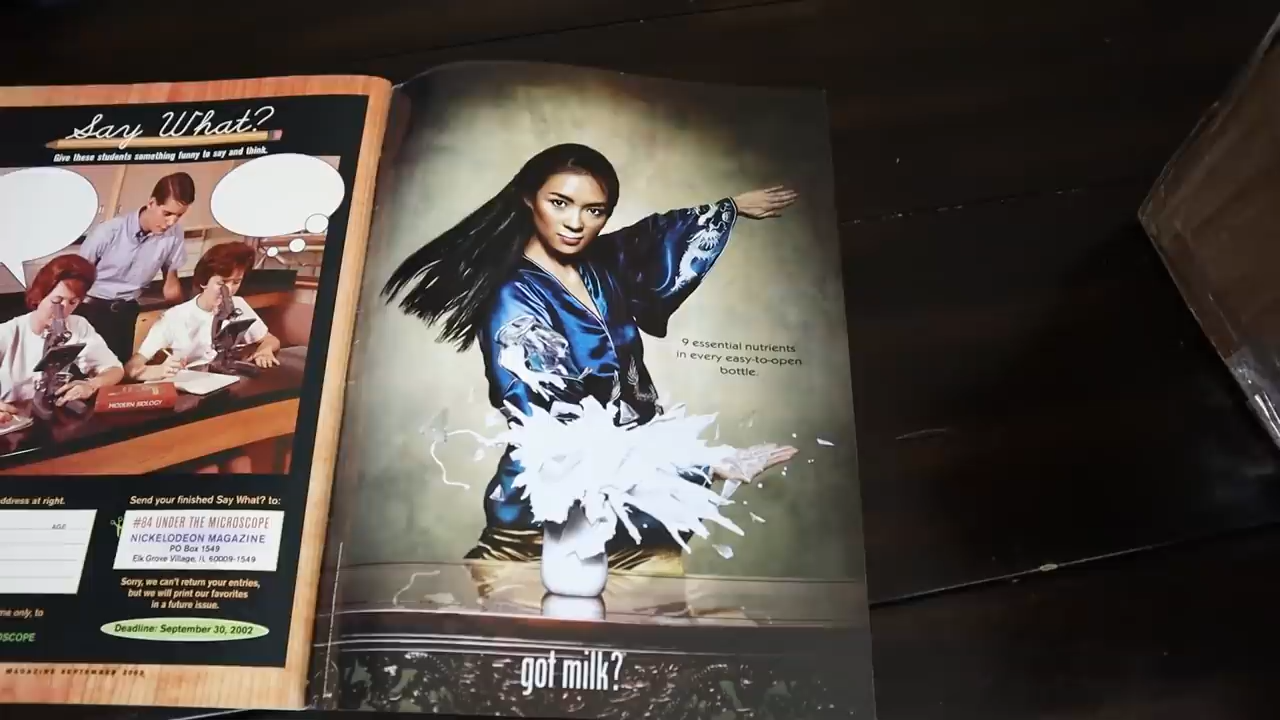 Say What?
Give these students something funny to say and think.
MODERN BIOLOGY
address at right.
AGE
me only, to
OSCOPE
Send your finished Say What? to:
#84 UNDER THE MICROSCOPE
NICKELODEON MAGAZINE
PO Box 1549
Elk Grove Village, IL 60009-1549
Sorry, we can't return your entries,
but we will print our favorites
in a future issue.
Deadline: September 30, 2002
MAGAZINE SEPTEMBER 2002
9 essential nutrients
in every easy-to-open
bottle.
got milk?